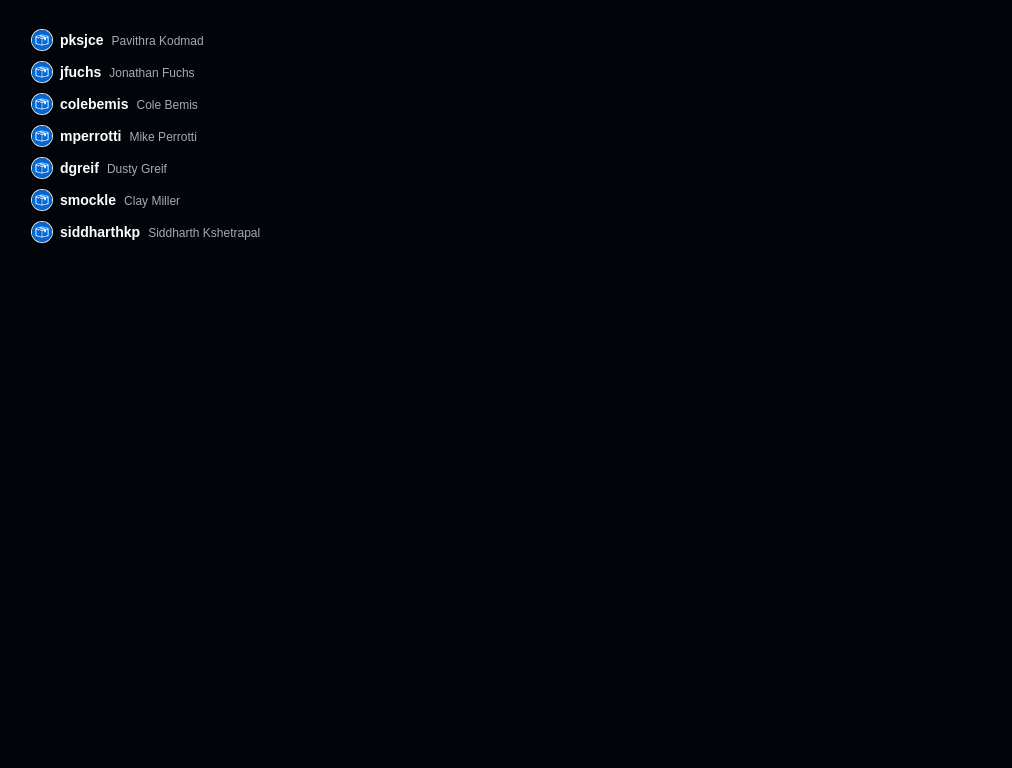 pksjce Pavithra Kodmad
jfuchs Jonathan Fuchs
colebemis Cole Bemis
mperrotti Mike Perrotti
dgreif Dusty Greif
smockle Clay Miller
siddharthkp Siddharth Kshetrapal